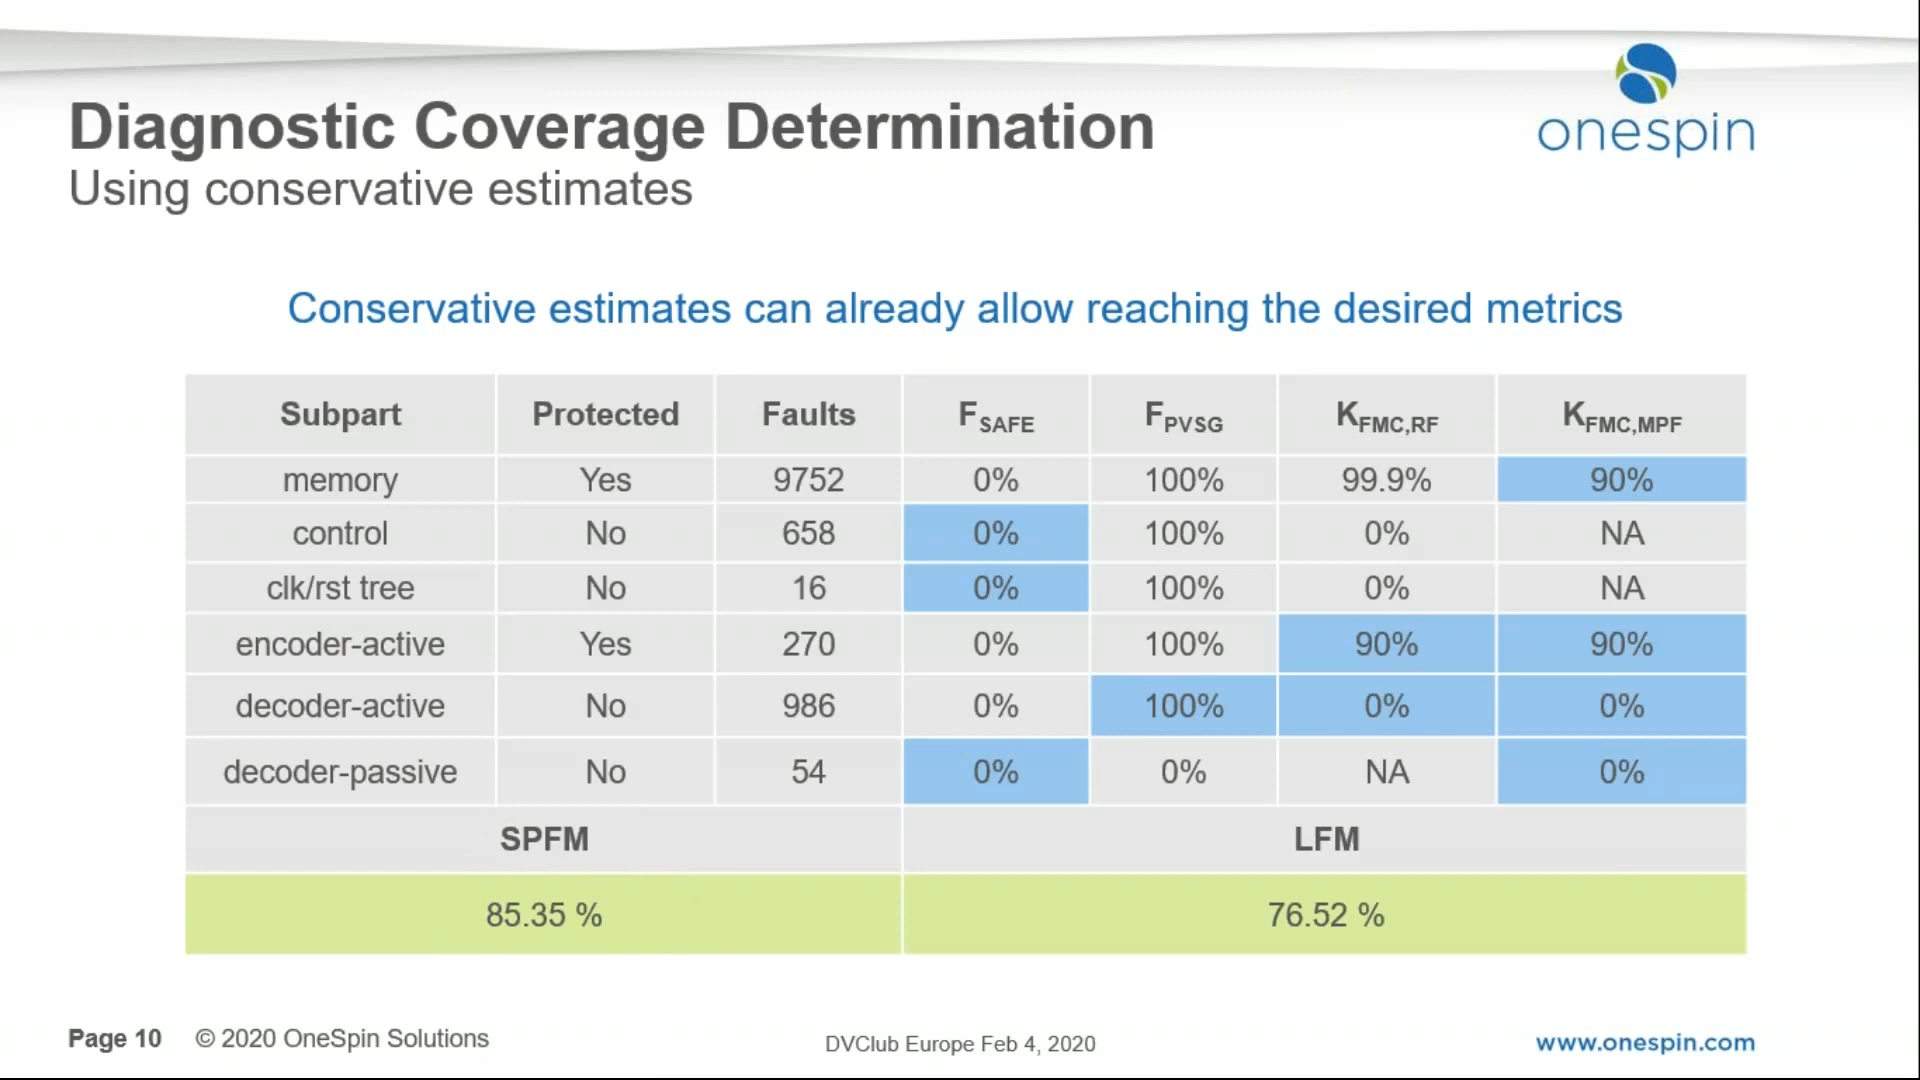 onespin
Diagnostic Coverage Determination
Using conservative estimates
Conservative estimates can already allow reaching the desired metrics
Subpart Protected Faults FSAFE FPVSG KFMC,RF KFMC,MPF
memory Yes 9752 0% 100% 99.9% 90%
control No 658 0% 100% 0% NA
clk/rst tree No 16 0% 100% 0% NA
encoder-active Yes 270 0% 100% 90% 90%
decoder-active No 986 0% 100% 0% 0%
decoder-passive No 54 0% 0% NA 0%
SPFM LFM
85.35 % 76.52 %
Page 10 © 2020 OneSpin Solutions DVClub Europe Feb 4, 2020 www.onespin.com